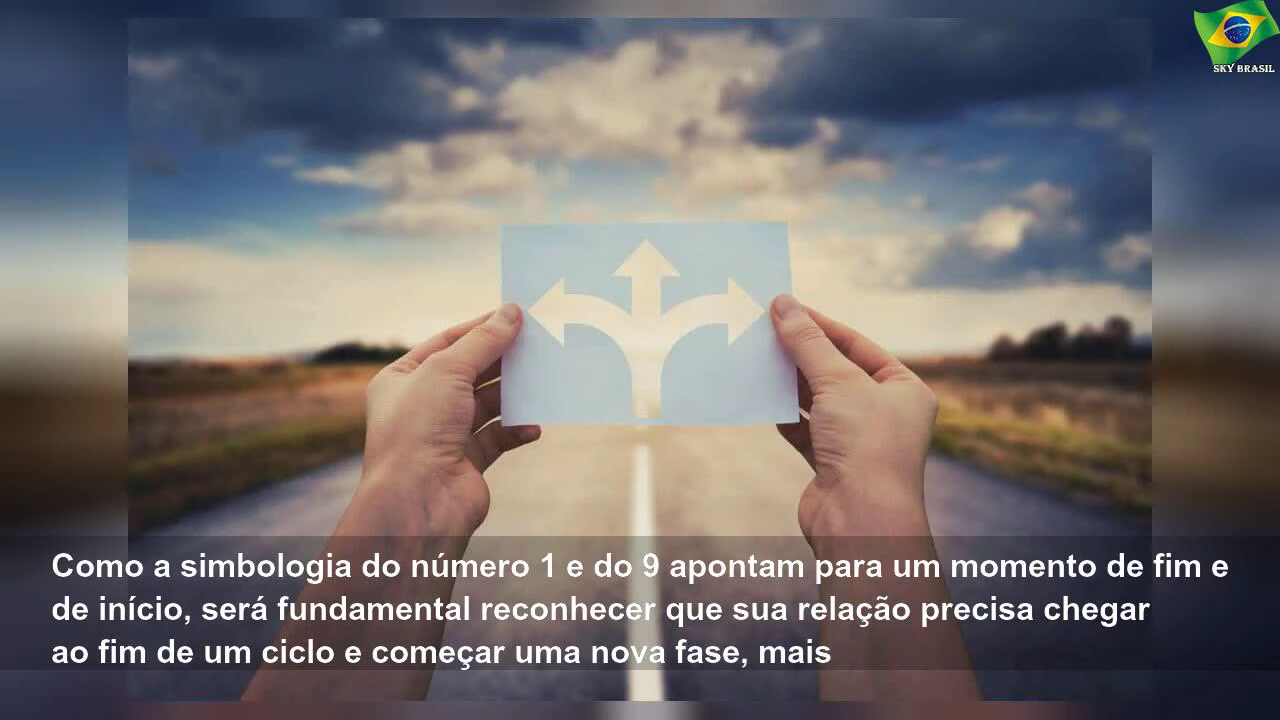 SKY BRASIL
Como a simbologia do número 1 e do 9 apontam para um momento de fim e
de início, será fundamental reconhecer que sua relação precisa chegar
ao fim de um ciclo e começar uma nova fase, mais